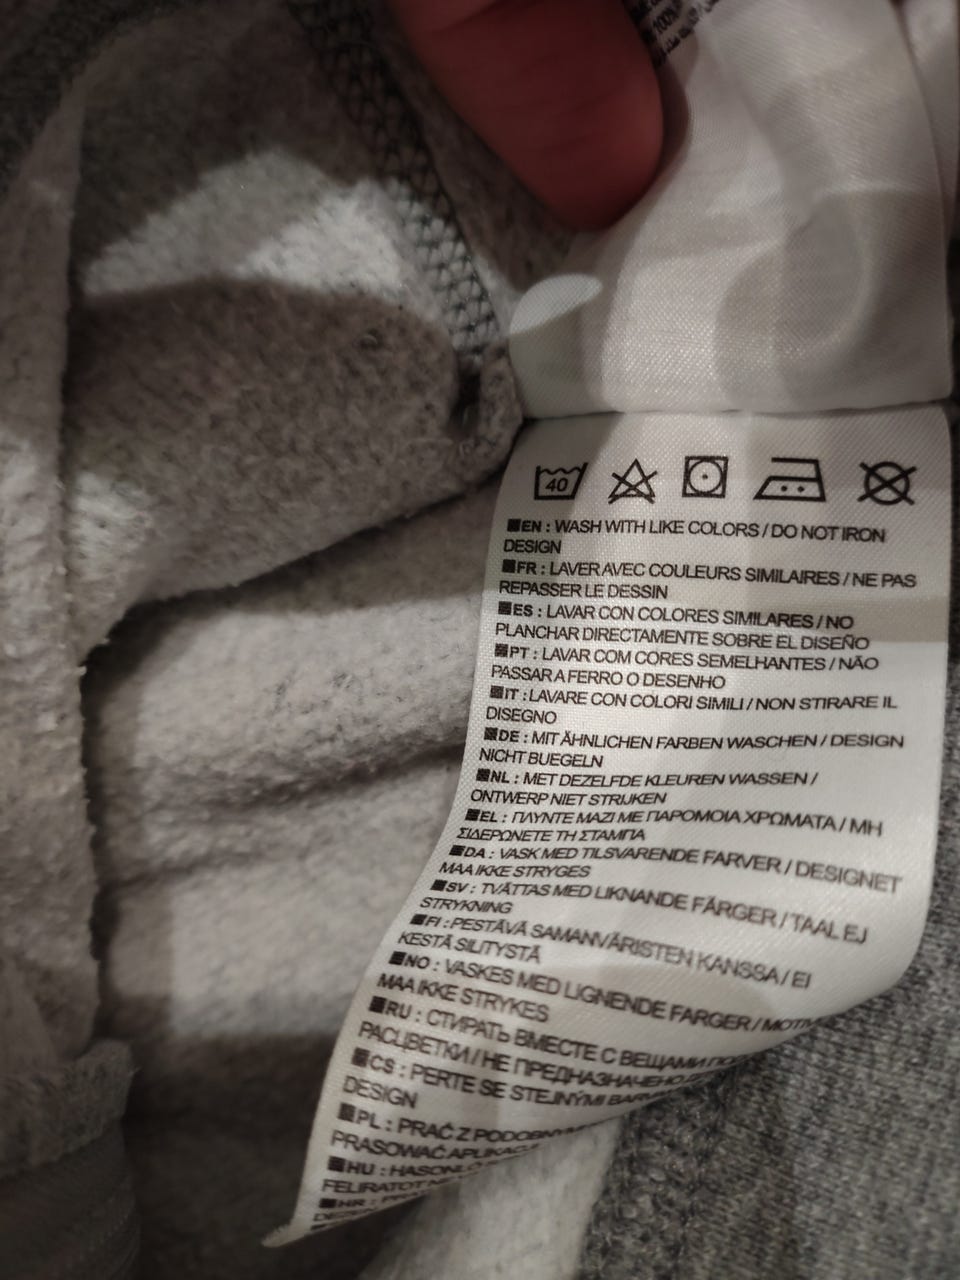 100%
40
EN : WASH WITH LIKE COLORS / DO NOT IRON
DESIGN
FR : LAVER AVEC COULEURS SIMILAIRES / NE PAS
REPASSER LE DESSIN
ES : LAVAR CON COLORES SIMILARES / NO
PLANCHAR DIRECTAMENTE SOBRE EL DISEÑO
PT : LAVAR COM CORES SEMELHANTES / NÃO
PASSAR A FERRO O DESENHO
IT : LAVARE CON COLORI SIMILI / NON STIRARE IL
DISEGNO
DE : MIT ÄHNLICHEN FARBEN WASCHEN / DESIGN
NICHT BUEGELN
NL : MET DEZELFDE KLEUREN WASSEN /
ONTWERP NIET STRIJKEN
EL : ΠΛΥΝΤΕ ΜΑΖΙ ΜΕ ΠΑΡΟΜΟΙΑ ΧΡΩΜΑΤΑ / ΜΗ
ΣΙΔΕΡΩΝΕΤΕ ΤΗ ΣΤΑΜΠΑ
DA : VASK MED TILSVARENDE FARVER / DESIGNET
MAA IKKE STRYGES
SV : TVÄTTAS MED LIKNANDE FÄRGER / TAAL EJ
STRYKNING
FI : PESTÄVÄ SAMANVÄRISTEN KANSSA / EI
KESTÄ SILITYSTÄ
NO : VASKES MED LIGNENDE FARGER / MOTIV
MAA IKKE STRYKES
RU : СТИРАТЬ ВМЕСТЕ С ВЕЩАМИ
РАСЦВЕТКИ / НЕ ПРЕДНАЗНАЧЕНО
CS : PERTE SE STEJNÝMI
DESIGN
PL : PRAĆ Z
PRASOWAĆ APLIKACJI
HU :
HR :